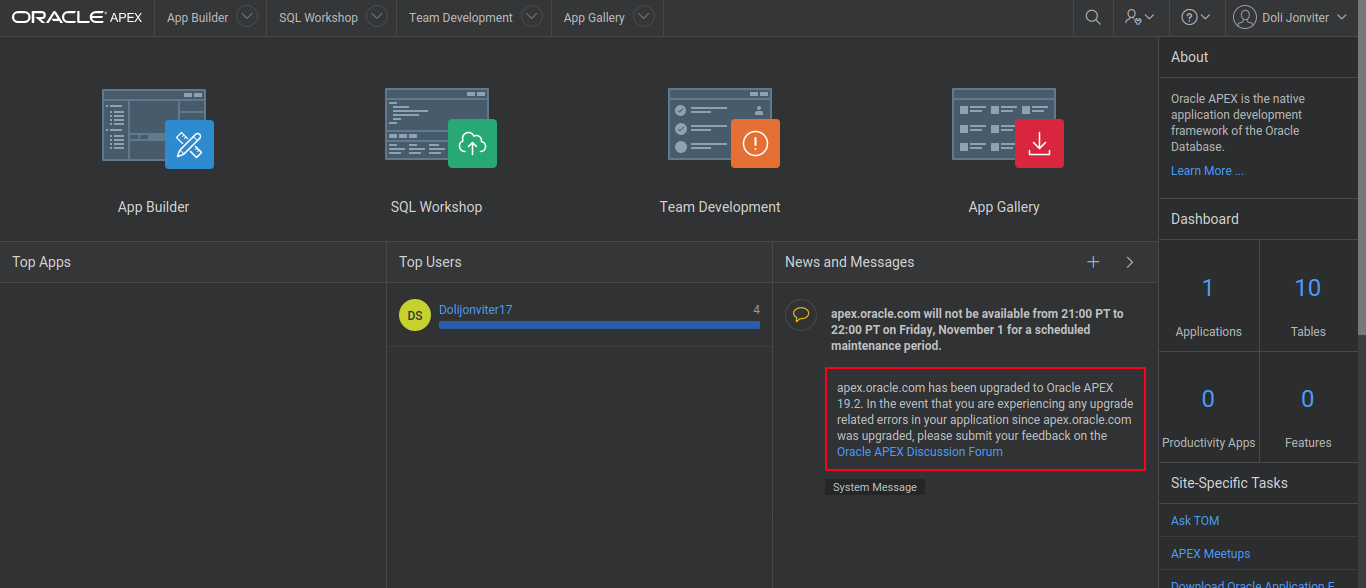 ORACLE APEX
App Builder
SQL Workshop
Team Development
App Gallery
Doli Jonviter
App Builder
SQL Workshop
Team Development
App Gallery
About
Oracle APEX is the native
application development
framework of the Oracle
Database.
Learn More ...
Dashboard
1
Applications
10
Tables
0
Productivity Apps
0
Features
Site-Specific Tasks
Ask TOM
APEX Meetups
Download Oracle Application E
Top Apps
Top Users
DS
Dolijonviter17
4
News and Messages
apex.oracle.com will not be available from 21:00 PT to
22:00 PT on Friday, November 1 for a scheduled
maintenance period.
apex.oracle.com has been upgraded to Oracle APEX
19.2. In the event that you are experiencing any upgrade
related errors in your application since apex.oracle.com
was upgraded, please submit your feedback on the
Oracle APEX Discussion Forum
System Message